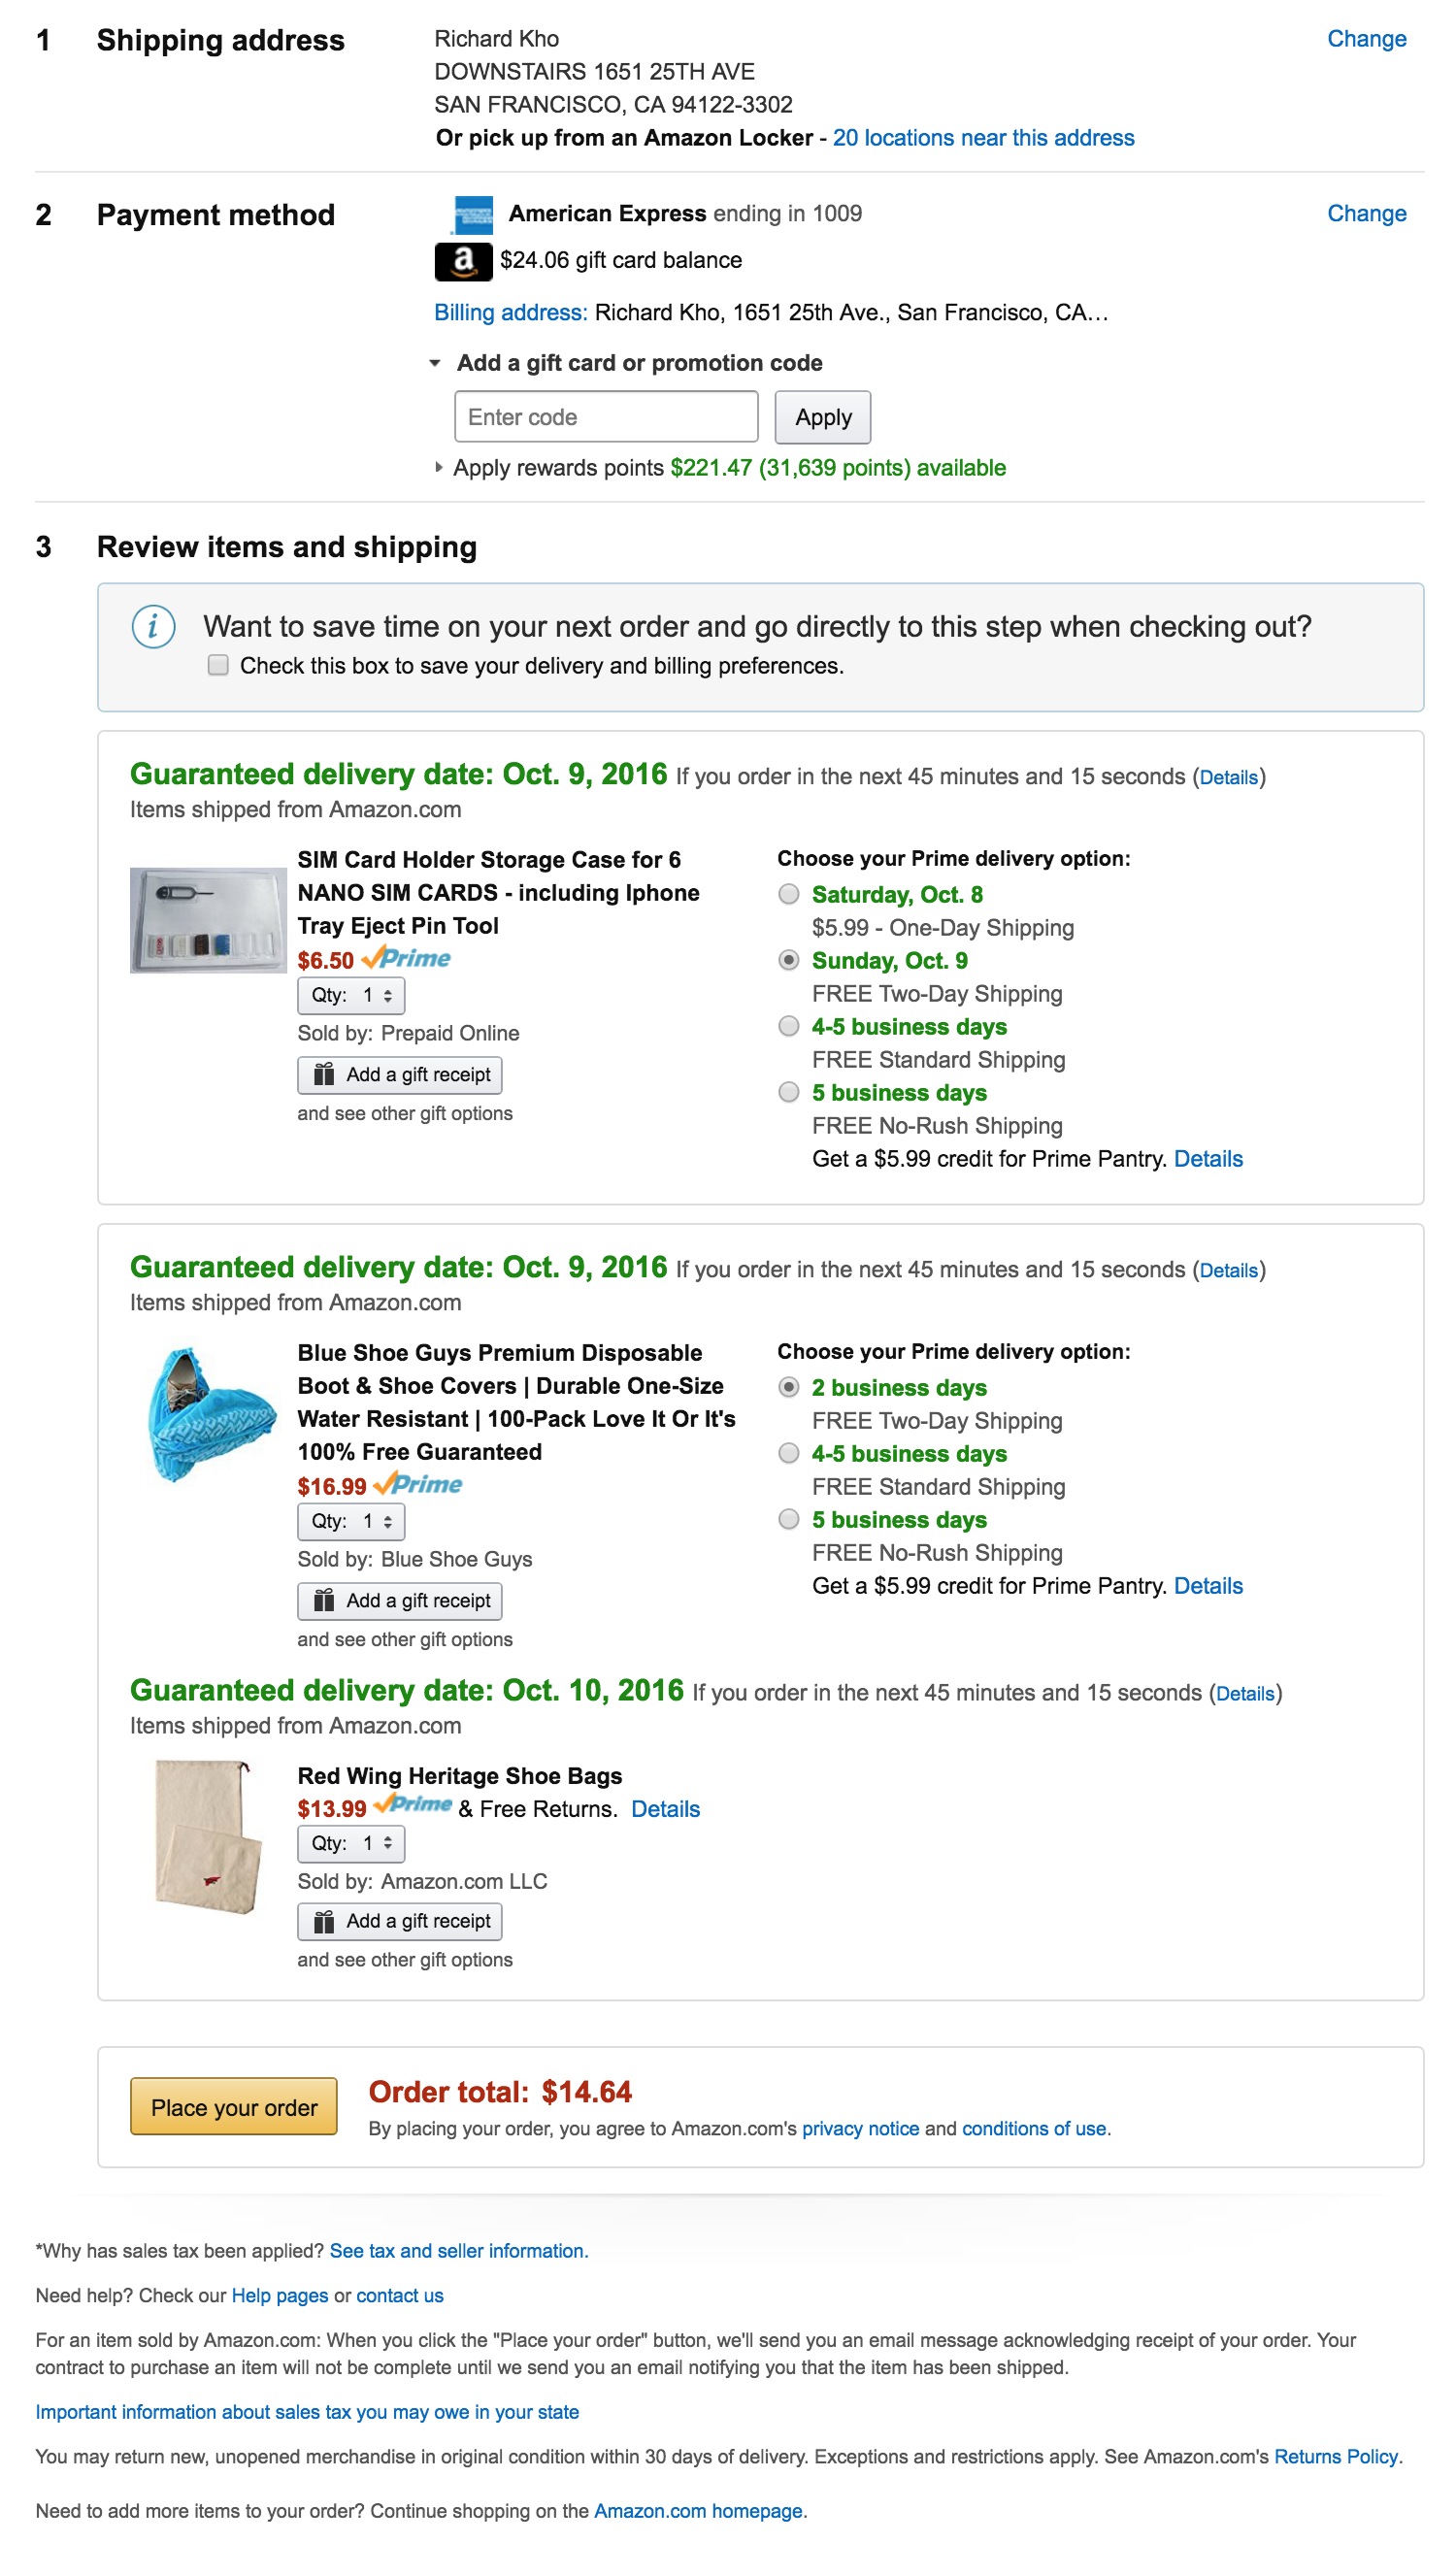 1 Shipping address Richard Kho Change
DOWNSTAIRS 1651 25TH AVE
SAN FRANCISCO, CA 94122-3302
Or pick up from an Amazon Locker - 20 locations near this address
2 Payment method American Express ending in 1009 Change
a $24.06 gift card balance
Billing address: Richard Kho, 1651 25th Ave., San Francisco, CA…
Add a gift card or promotion code
Enter code Apply
Apply rewards points $221.47 (31,639 points) available
3 Review items and shipping
i Want to save time on your next order and go directly to this step when checking out?
Check this box to save your delivery and billing preferences.
Guaranteed delivery date: Oct. 9, 2016 If you order in the next 45 minutes and 15 seconds (Details)
Items shipped from Amazon.com
SIM Card Holder Storage Case for 6
NANO SIM CARDS - including Iphone
Tray Eject Pin Tool
$6.50 Prime
Qty: 1
Sold by: Prepaid Online
Add a gift receipt
and see other gift options
Choose your Prime delivery option:
Saturday, Oct. 8
$5.99 - One-Day Shipping
Sunday, Oct. 9
FREE Two-Day Shipping
4-5 business days
FREE Standard Shipping
5 business days
FREE No-Rush Shipping
Get a $5.99 credit for Prime Pantry. Details
Guaranteed delivery date: Oct. 9, 2016 If you order in the next 45 minutes and 15 seconds (Details)
Items shipped from Amazon.com
Blue Shoe Guys Premium Disposable
Boot & Shoe Covers | Durable One-Size
Water Resistant | 100-Pack Love It Or It's
100% Free Guaranteed
$16.99 Prime
Qty: 1
Sold by: Blue Shoe Guys
Add a gift receipt
and see other gift options
Choose your Prime delivery option:
2 business days
FREE Two-Day Shipping
4-5 business days
FREE Standard Shipping
5 business days
FREE No-Rush Shipping
Get a $5.99 credit for Prime Pantry. Details
Guaranteed delivery date: Oct. 10, 2016 If you order in the next 45 minutes and 15 seconds (Details)
Items shipped from Amazon.com
Red Wing Heritage Shoe Bags
$13.99 Prime & Free Returns. Details
Qty: 1
Sold by: Amazon.com LLC
Add a gift receipt
and see other gift options
Place your order Order total: $14.64
By placing your order, you agree to Amazon.com's privacy notice and conditions of use.
*Why has sales tax been applied? See tax and seller information.
Need help? Check our Help pages or contact us
For an item sold by Amazon.com: When you click the "Place your order" button, we'll send you an email message acknowledging receipt of your order. Your
contract to purchase an item will not be complete until we send you an email notifying you that the item has been shipped.
Important information about sales tax you may owe in your state
You may return new, unopened merchandise in original condition within 30 days of delivery. Exceptions and restrictions apply. See Amazon.com's Returns Policy.
Need to add more items to your order? Continue shopping on the Amazon.com homepage.